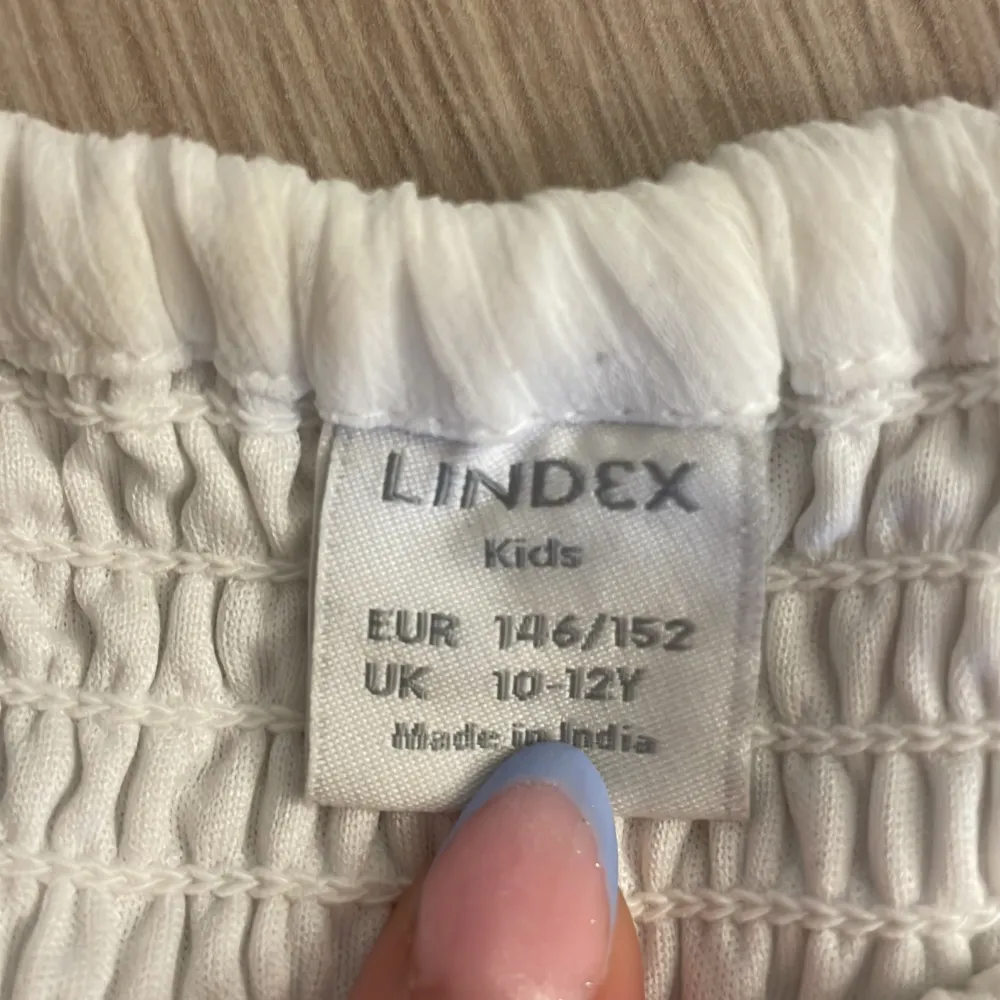 LINDEX
Kids
EUR 146/152
UK 10-12Y
Made in India